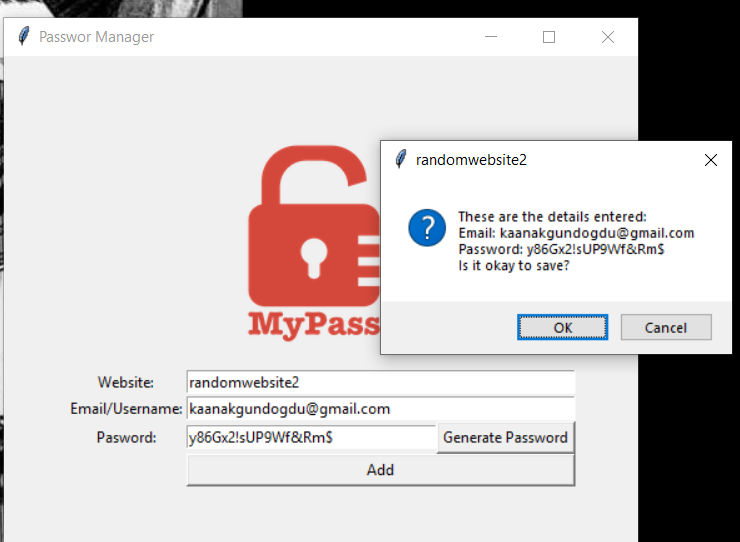 Passwor Manager
randomwebsite2
These are the details entered:
Email: kaanakgundogdu@gmail.com
Password: y86Gx2!sUP9Wf&Rm$
Is it okay to save?
OK Cancel
MyPass
Website: randomwebsite2
Email/Username: kaanakgundogdu@gmail.com
Pasword: y86Gx2!sUP9Wf&Rm$ Generate Password
Add